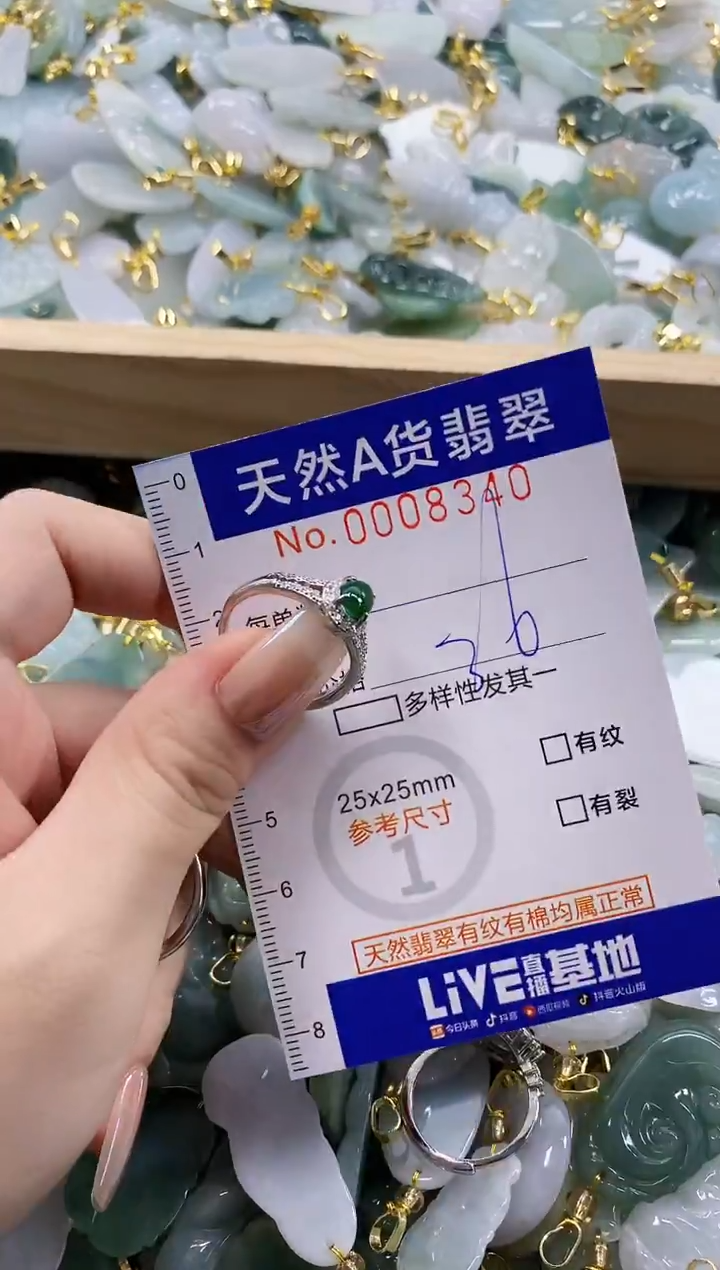 天然A货翡翠
No.0008340
0
1
2
每单
36
多样性发其一
25x25mm
参考尺寸
1
有纹
有裂
5
6
7
8
天然翡翠有纹有棉均属正常
LiVE直播基地
今日头条 抖音 西瓜视频 抖音火山版